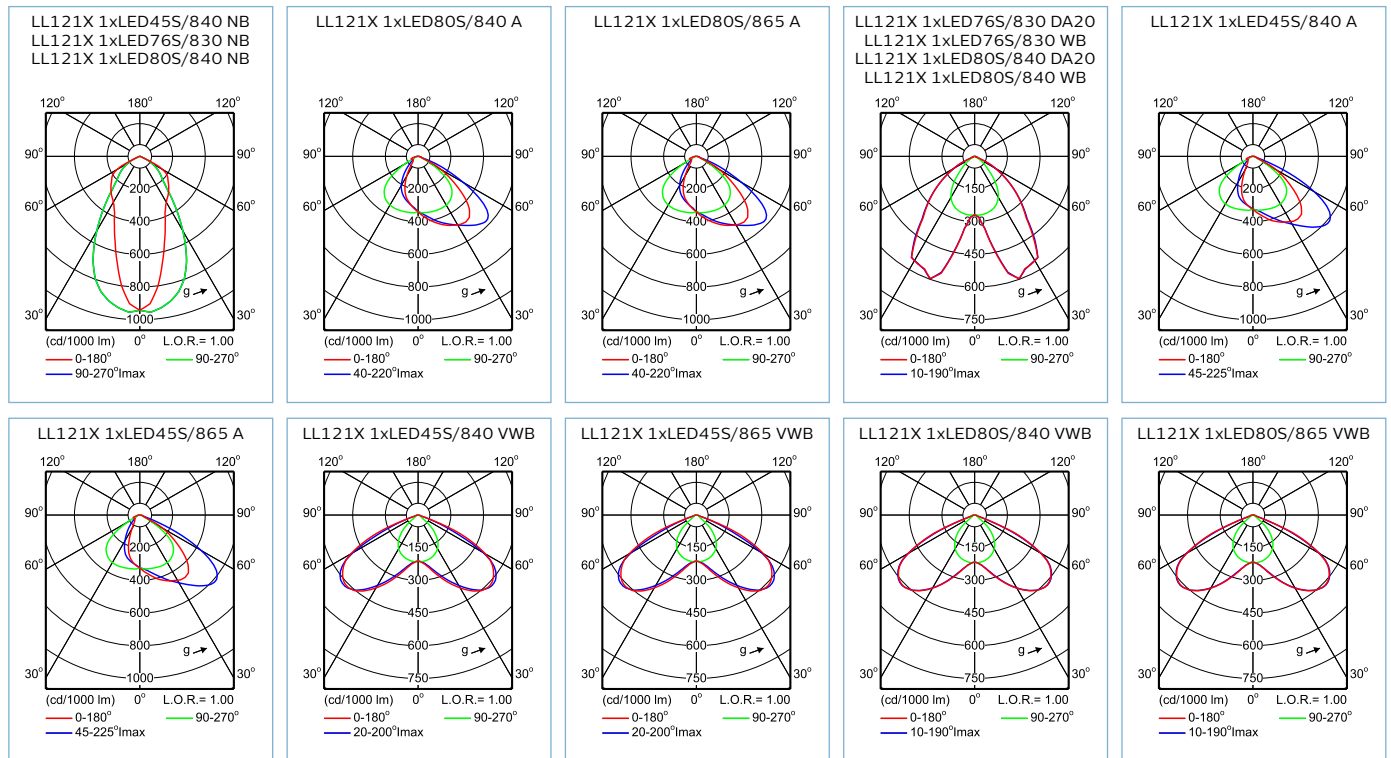 LL121X 1xLED45S/840 NB
LL121X 1xLED76S/830 NB
LL121X 1xLED80S/840 NB
120° 180° 120°
90° 90°
200
60° 60°
400
600
800
g
30° 1000 30°
(cd/1000 lm) 0° L.O.R.= 1.00
0-180° 90-270°
90-270°Imax
LL121X 1xLED80S/840 A
120° 180° 120°
90° 90°
200
60° 60°
400
600
800
g
30° 1000 30°
(cd/1000 lm) 0° L.O.R.= 1.00
0-180° 90-270°
40-220°Imax
LL121X 1xLED80S/865 A
120° 180° 120°
90° 90°
200
60° 60°
400
600
800
g
30° 1000 30°
(cd/1000 lm) 0° L.O.R.= 1.00
0-180° 90-270°
40-220°Imax
LL121X 1xLED76S/830 DA20
LL121X 1xLED76S/830 WB
LL121X 1xLED80S/840 DA20
LL121X 1xLED80S/840 WB
120° 180° 120°
90° 90°
150
60° 60°
300
450
600
g
30° 750 30°
(cd/1000 lm) 0° L.O.R.= 1.00
0-180° 90-270°
10-190°Imax
LL121X 1xLED45S/840 A
120° 180° 120°
90° 90°
200
60° 60°
400
600
800
g
30° 1000 30°
(cd/1000 lm) 0° L.O.R.= 1.00
0-180° 90-270°
45-225°Imax
LL121X 1xLED45S/865 A
120° 180° 120°
90° 90°
200
60° 60°
400
600
800
g
30° 1000 30°
(cd/1000 lm) 0° L.O.R.= 1.00
0-180° 90-270°
45-225°Imax
LL121X 1xLED45S/840 VWB
120° 180° 120°
90° 90°
150
60° 60°
300
450
600
g
30° 750 30°
(cd/1000 lm) 0° L.O.R.= 1.00
0-180° 90-270°
20-200°Imax
LL121X 1xLED45S/865 VWB
120° 180° 120°
90° 90°
150
60° 60°
300
450
600
g
30° 750 30°
(cd/1000 lm) 0° L.O.R.= 1.00
0-180° 90-270°
20-200°Imax
LL121X 1xLED80S/840 VWB
120° 180° 120°
90° 90°
150
60° 60°
300
450
600
g
30° 750 30°
(cd/1000 lm) 0° L.O.R.= 1.00
0-180° 90-270°
10-190°Imax
LL121X 1xLED80S/865 VWB
120° 180° 120°
90° 90°
150
60° 60°
300
450
600
g
30° 750 30°
(cd/1000 lm) 0° L.O.R.= 1.00
0-180° 90-270°
10-190°Imax